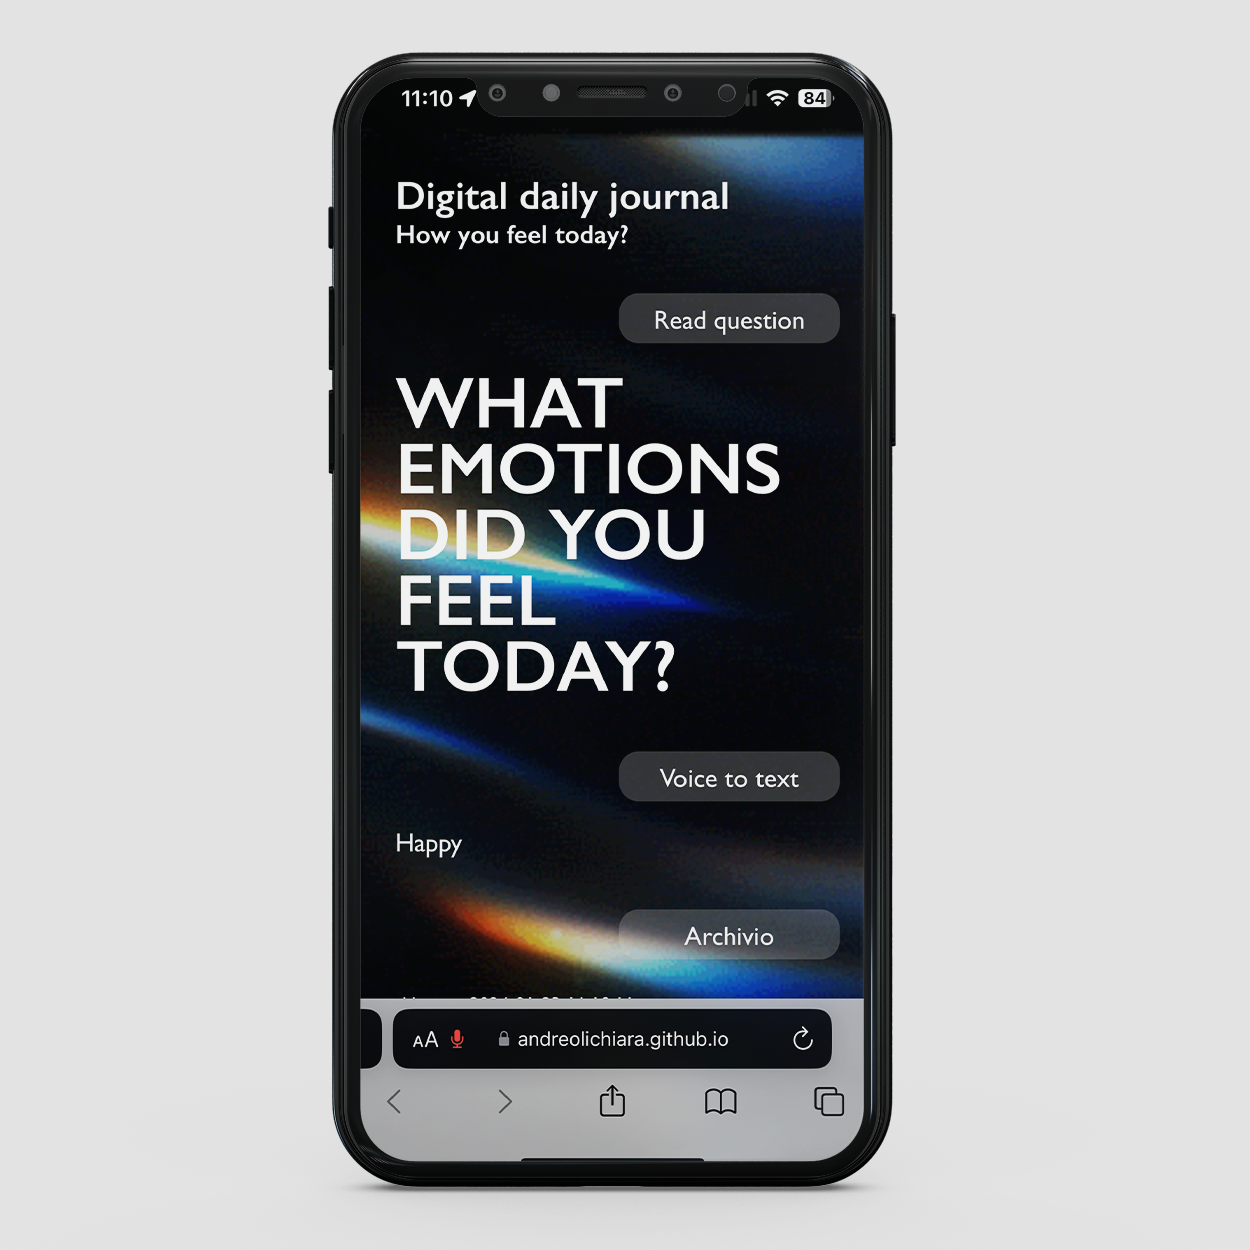 11:10
84
Digital daily journal
How you feel today?
Read question
WHAT
EMOTIONS
DID YOU
FEEL
TODAY?
Voice to text
Happy
Archivio
AA
andreolichiara.github.io